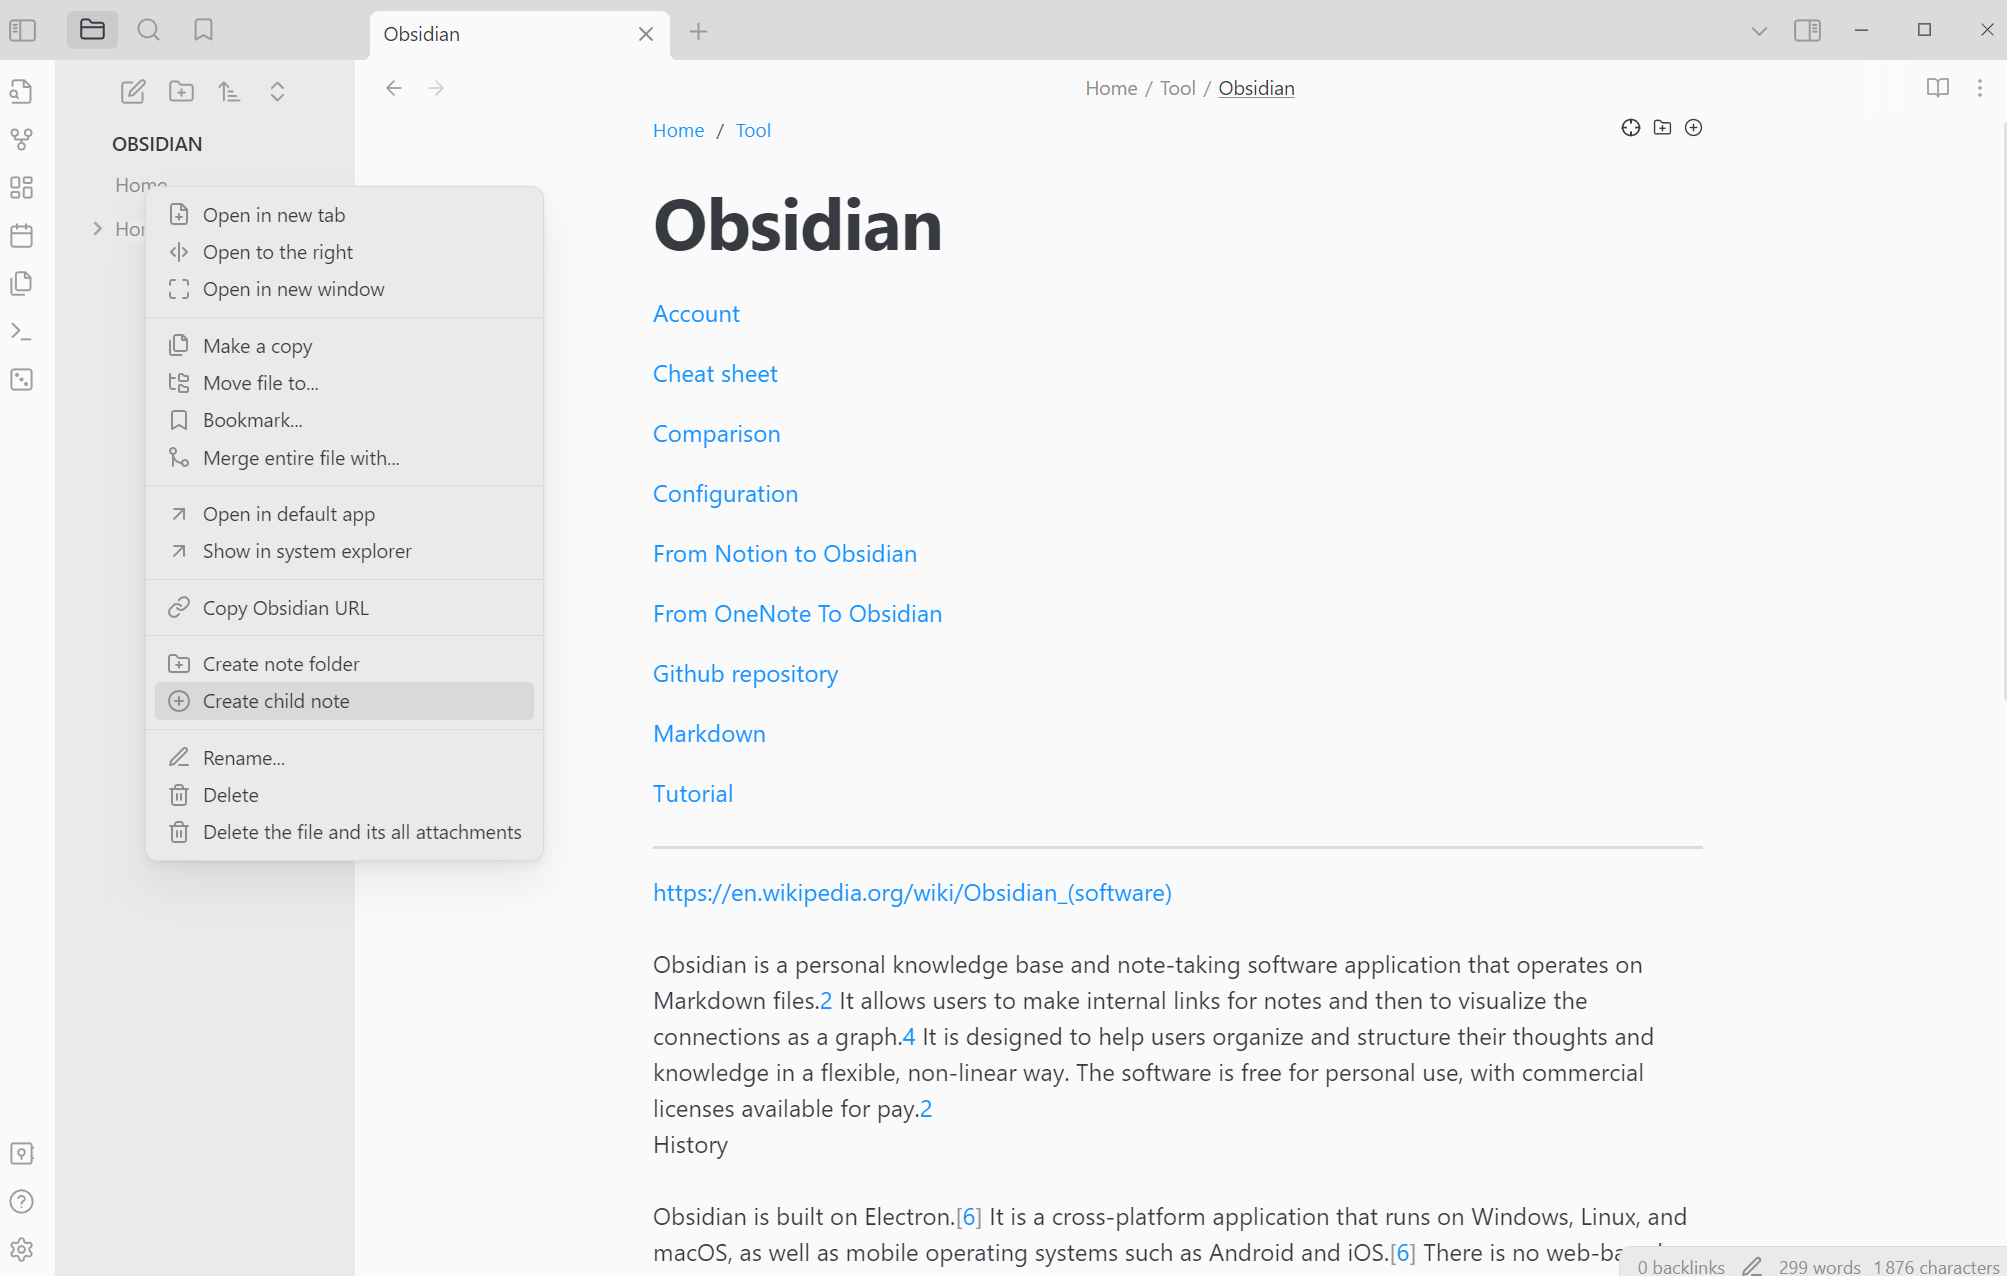 Obsidian
OBSIDIAN
Home
Open in new tab
Open to the right
Open in new window
Make a copy
Move file to...
Bookmark...
Merge entire file with...
Open in default app
Show in system explorer
Copy Obsidian URL
Create note folder
Create child note
Rename...
Delete
Delete the file and its all attachments
Home / Tool / Obsidian
Home / Tool
Obsidian
Account
Cheat sheet
Comparison
Configuration
From Notion to Obsidian
From OneNote To Obsidian
Github repository
Markdown
Tutorial
https://en.wikipedia.org/wiki/Obsidian_(software)
Obsidian is a personal knowledge base and note-taking software application that operates on
Markdown files.2 It allows users to make internal links for notes and then to visualize the
connections as a graph.4 It is designed to help users organize and structure their thoughts and
knowledge in a flexible, non-linear way. The software is free for personal use, with commercial
licenses available for pay.2
History
Obsidian is built on Electron.[6] It is a cross-platform application that runs on Windows, Linux, and
macOS, as well as mobile operating systems such as Android and iOS.[6] There is no
0 backlinks 299 words 1 876 characters